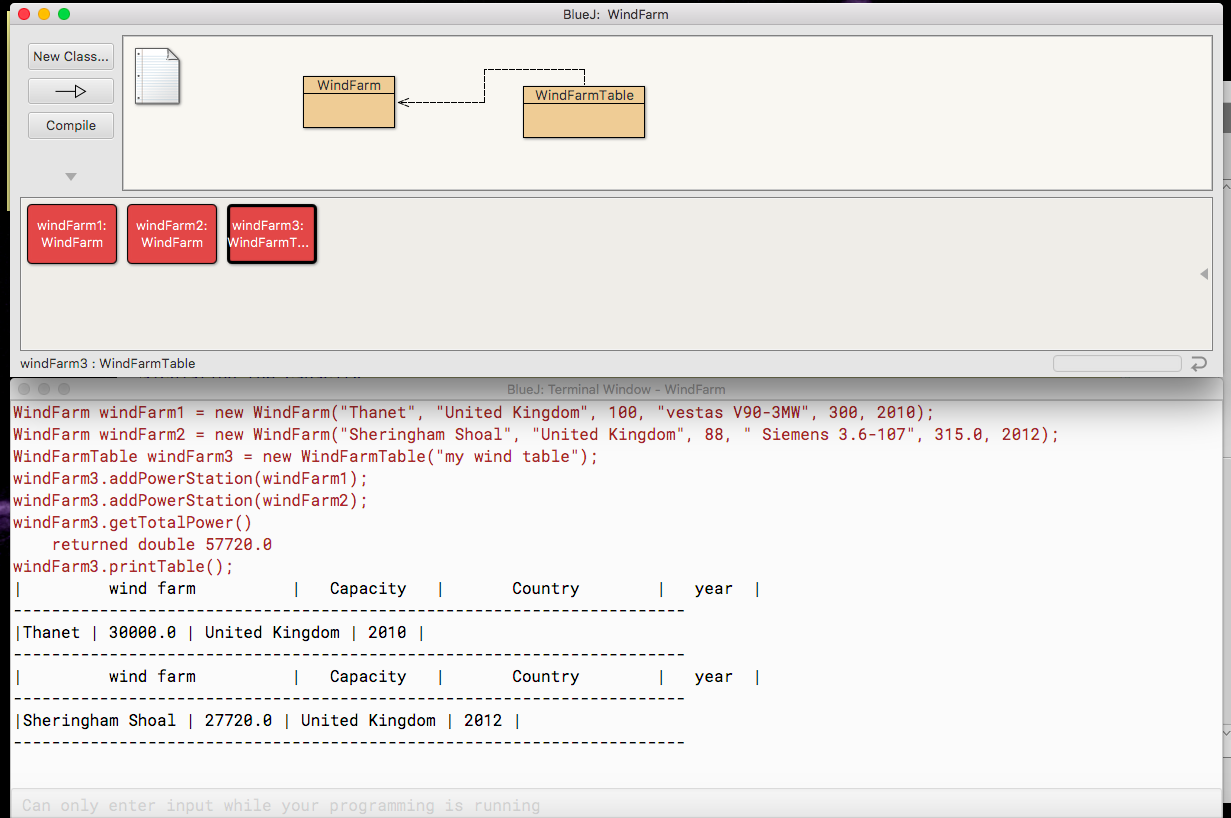 BlueJ: WindFarm
New Class...
Compile
WindFarm
WindFarmTable
windFarm1:
WindFarm
windFarm2:
WindFarm
windFarm3:
WindFarmT...
windFarm3 : WindFarmTable
BlueJ: Terminal Window - WindFarm
WindFarm windFarm1 = new WindFarm("Thanet", "United Kingdom", 100, "vestas V90-3MW", 300, 2010);
WindFarm windFarm2 = new WindFarm("Sheringham Shoal", "United Kingdom", 88, " Siemens 3.6-107", 315.0, 2012);
WindFarmTable windFarm3 = new WindFarmTable("my wind table");
windFarm3.addPowerStation(windFarm1);
windFarm3.addPowerStation(windFarm2);
windFarm3.getTotalPower()
    returned double 57720.0
windFarm3.printTable();
|         wind farm          |   Capacity   |       Country        |   year  |
----------------------------------------------------------------------
|Thanet | 30000.0 | United Kingdom | 2010 |
----------------------------------------------------------------------
|         wind farm          |   Capacity   |       Country        |   year  |
----------------------------------------------------------------------
|Sheringham Shoal | 27720.0 | United Kingdom | 2012 |
----------------------------------------------------------------------
Can only enter input while your programming is running